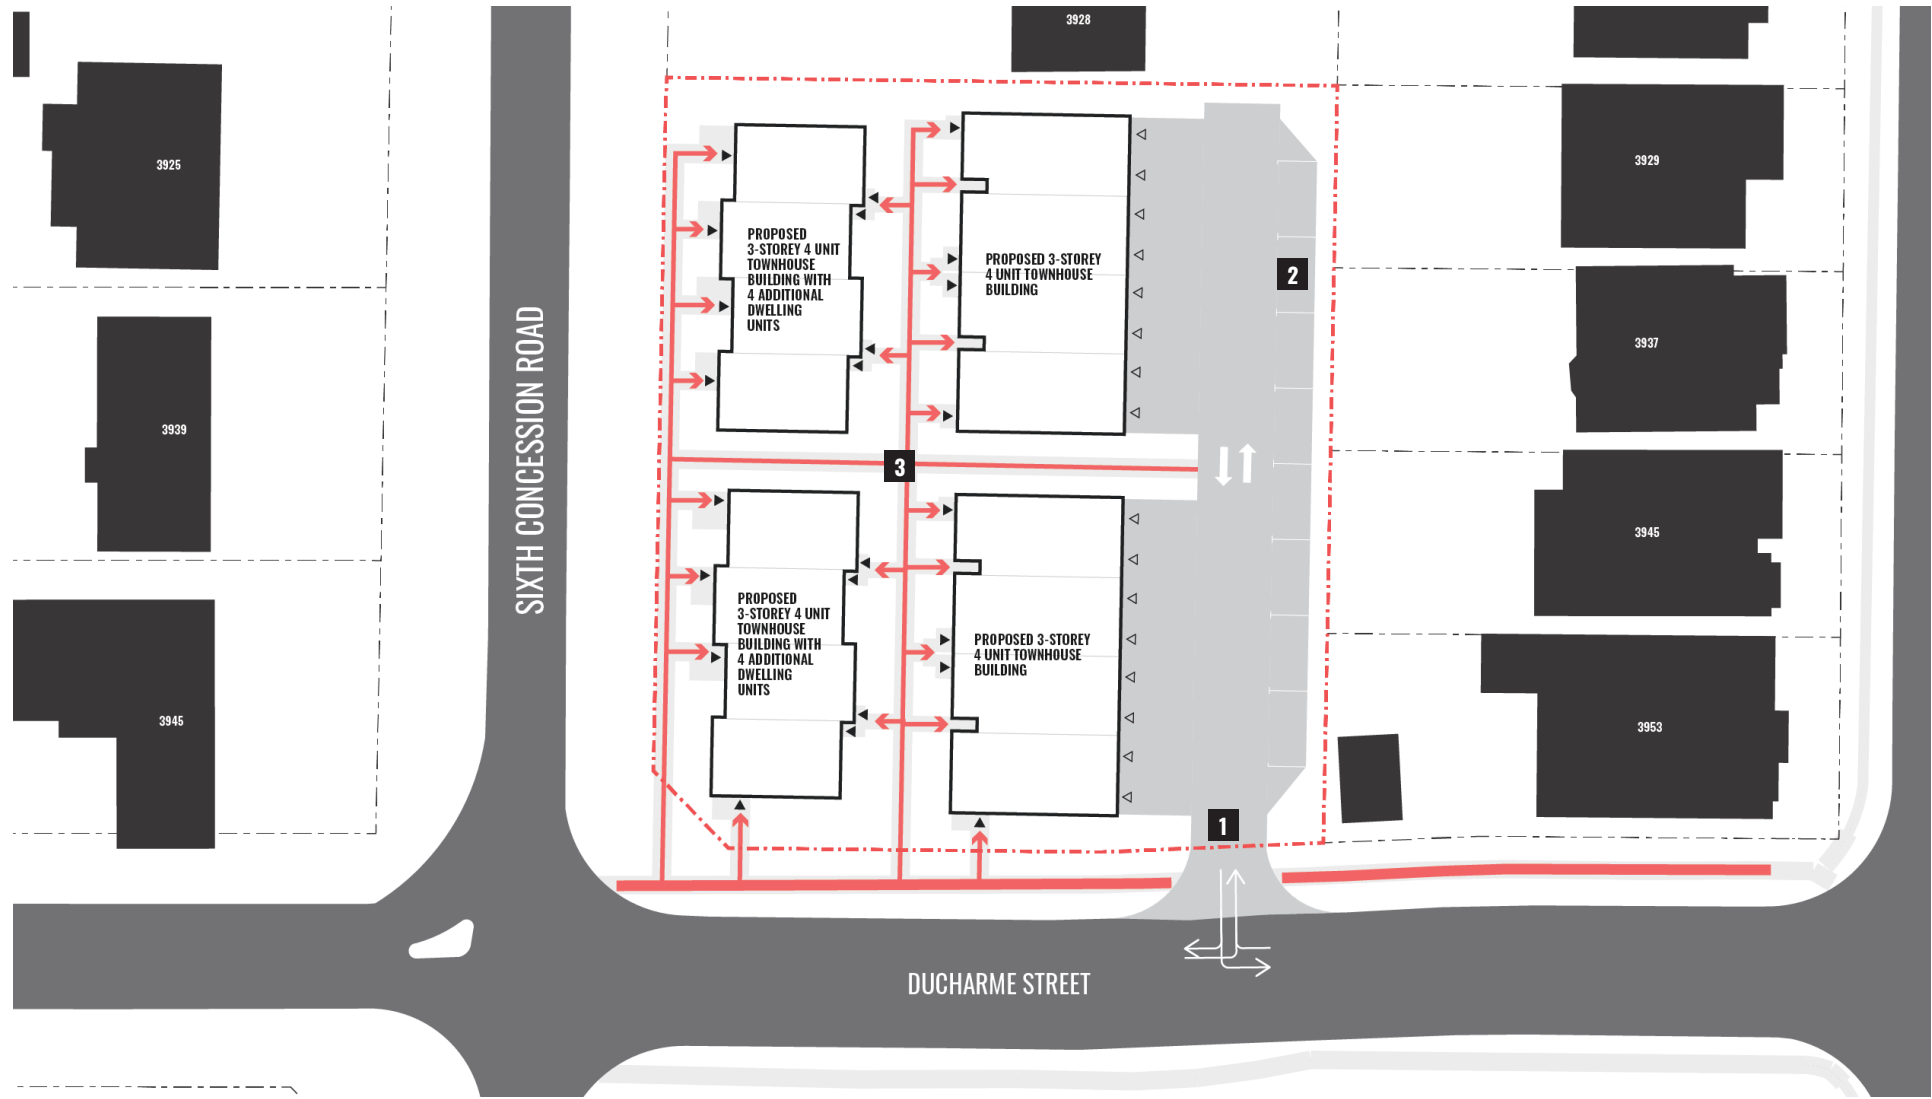 3928
3925
3929
PROPOSED
3-STOREY 4 UNIT
TOWNHOUSE
BUILDING WITH
4 ADDITIONAL
DWELLING
UNITS
PROPOSED 3-STOREY
4 UNIT TOWNHOUSE
BUILDING
2
3937
SIXTH CONCESSION ROAD
3939
3
3945
PROPOSED
3-STOREY 4 UNIT
TOWNHOUSE
BUILDING WITH
4 ADDITIONAL
DWELLING
UNITS
PROPOSED 3-STOREY
4 UNIT TOWNHOUSE
BUILDING
3945
3953
1
DUCHARME STREET